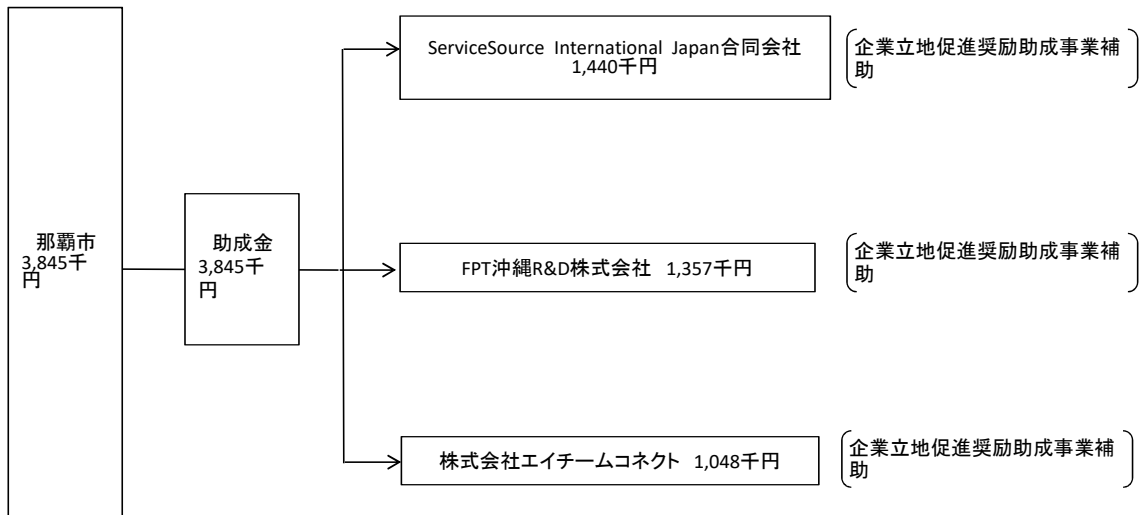 ServiceSource International Japan合同会社
1,440千円
企業立地促進奨励助成事業補
助
那覇市
3,845千
円
助成金
3,845千
円
FPT沖縄R&D株式会社 1,357千円
企業立地促進奨励助成事業補
助
株式会社エイチームコネクト 1,048千円
企業立地促進奨励助成事業補
助